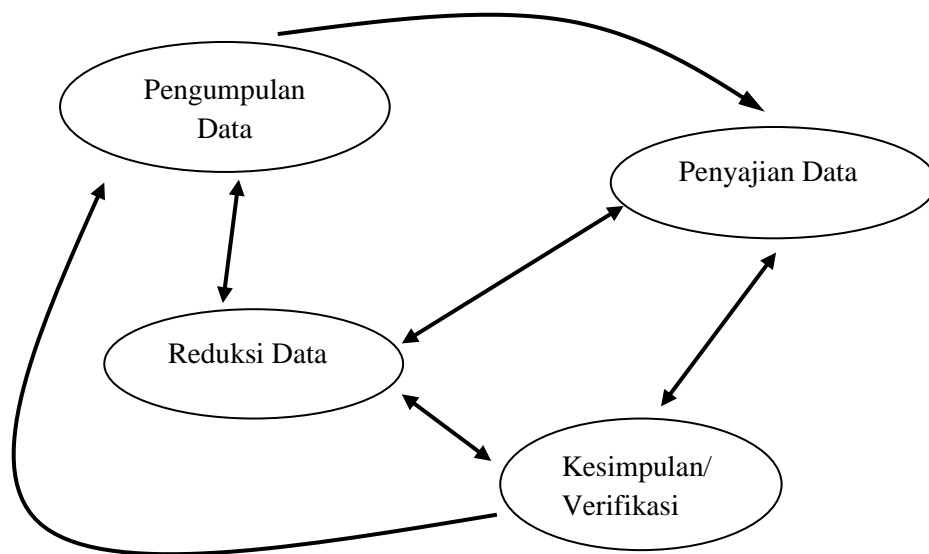 Pengumpulan
Data
Penyajian Data
Reduksi Data
Kesimpulan/
Verifikasi